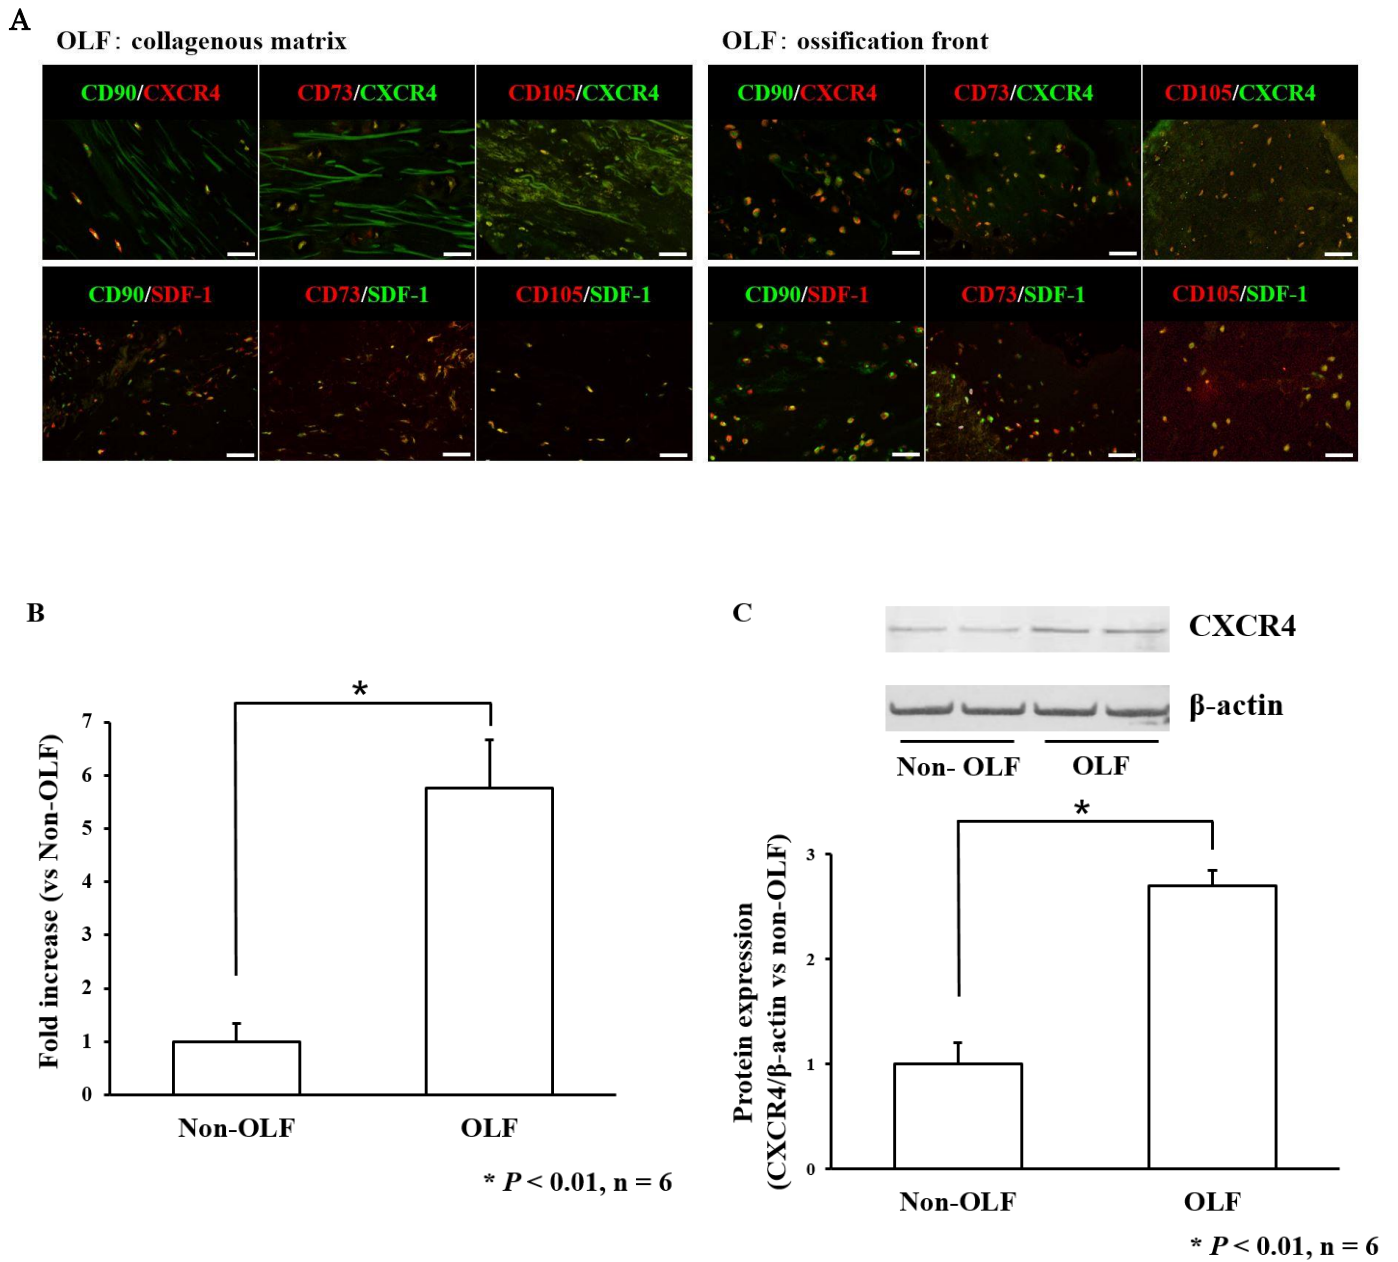 A
OLF: collagenous matrix
OLF: ossification front
CD90/CXCR4
CD73/CXCR4
CD105/CXCR4
CD90/CXCR4
CD73/CXCR4
CD105/CXCR4
CD90/SDF-1
CD73/SDF-1
CD105/SDF-1
CD90/SDF-1
CD73/SDF-1
CD105/SDF-1
B
*
Fold increase (vs Non-OLF)
7
6
5
4
3
2
1
0
Non-OLF
OLF
* P < 0.01, n = 6
C
CXCR4
β-actin
Non- OLF
OLF
*
Protein expression
(CXCR4/β-actin vs non-OLF)
3
2
1
0
Non-OLF
OLF
* P < 0.01, n = 6